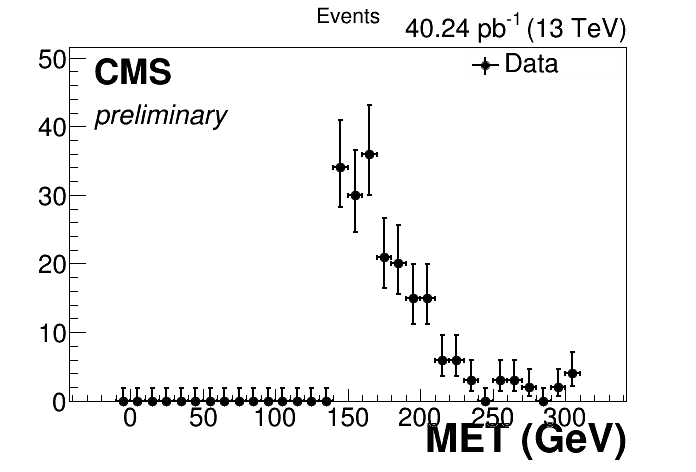 Events
40.24 pb-1 (13 TeV)
CMS
preliminary
Data
50
40
30
20
10
0
0 50 100 150 200 250 300
MET (GeV)